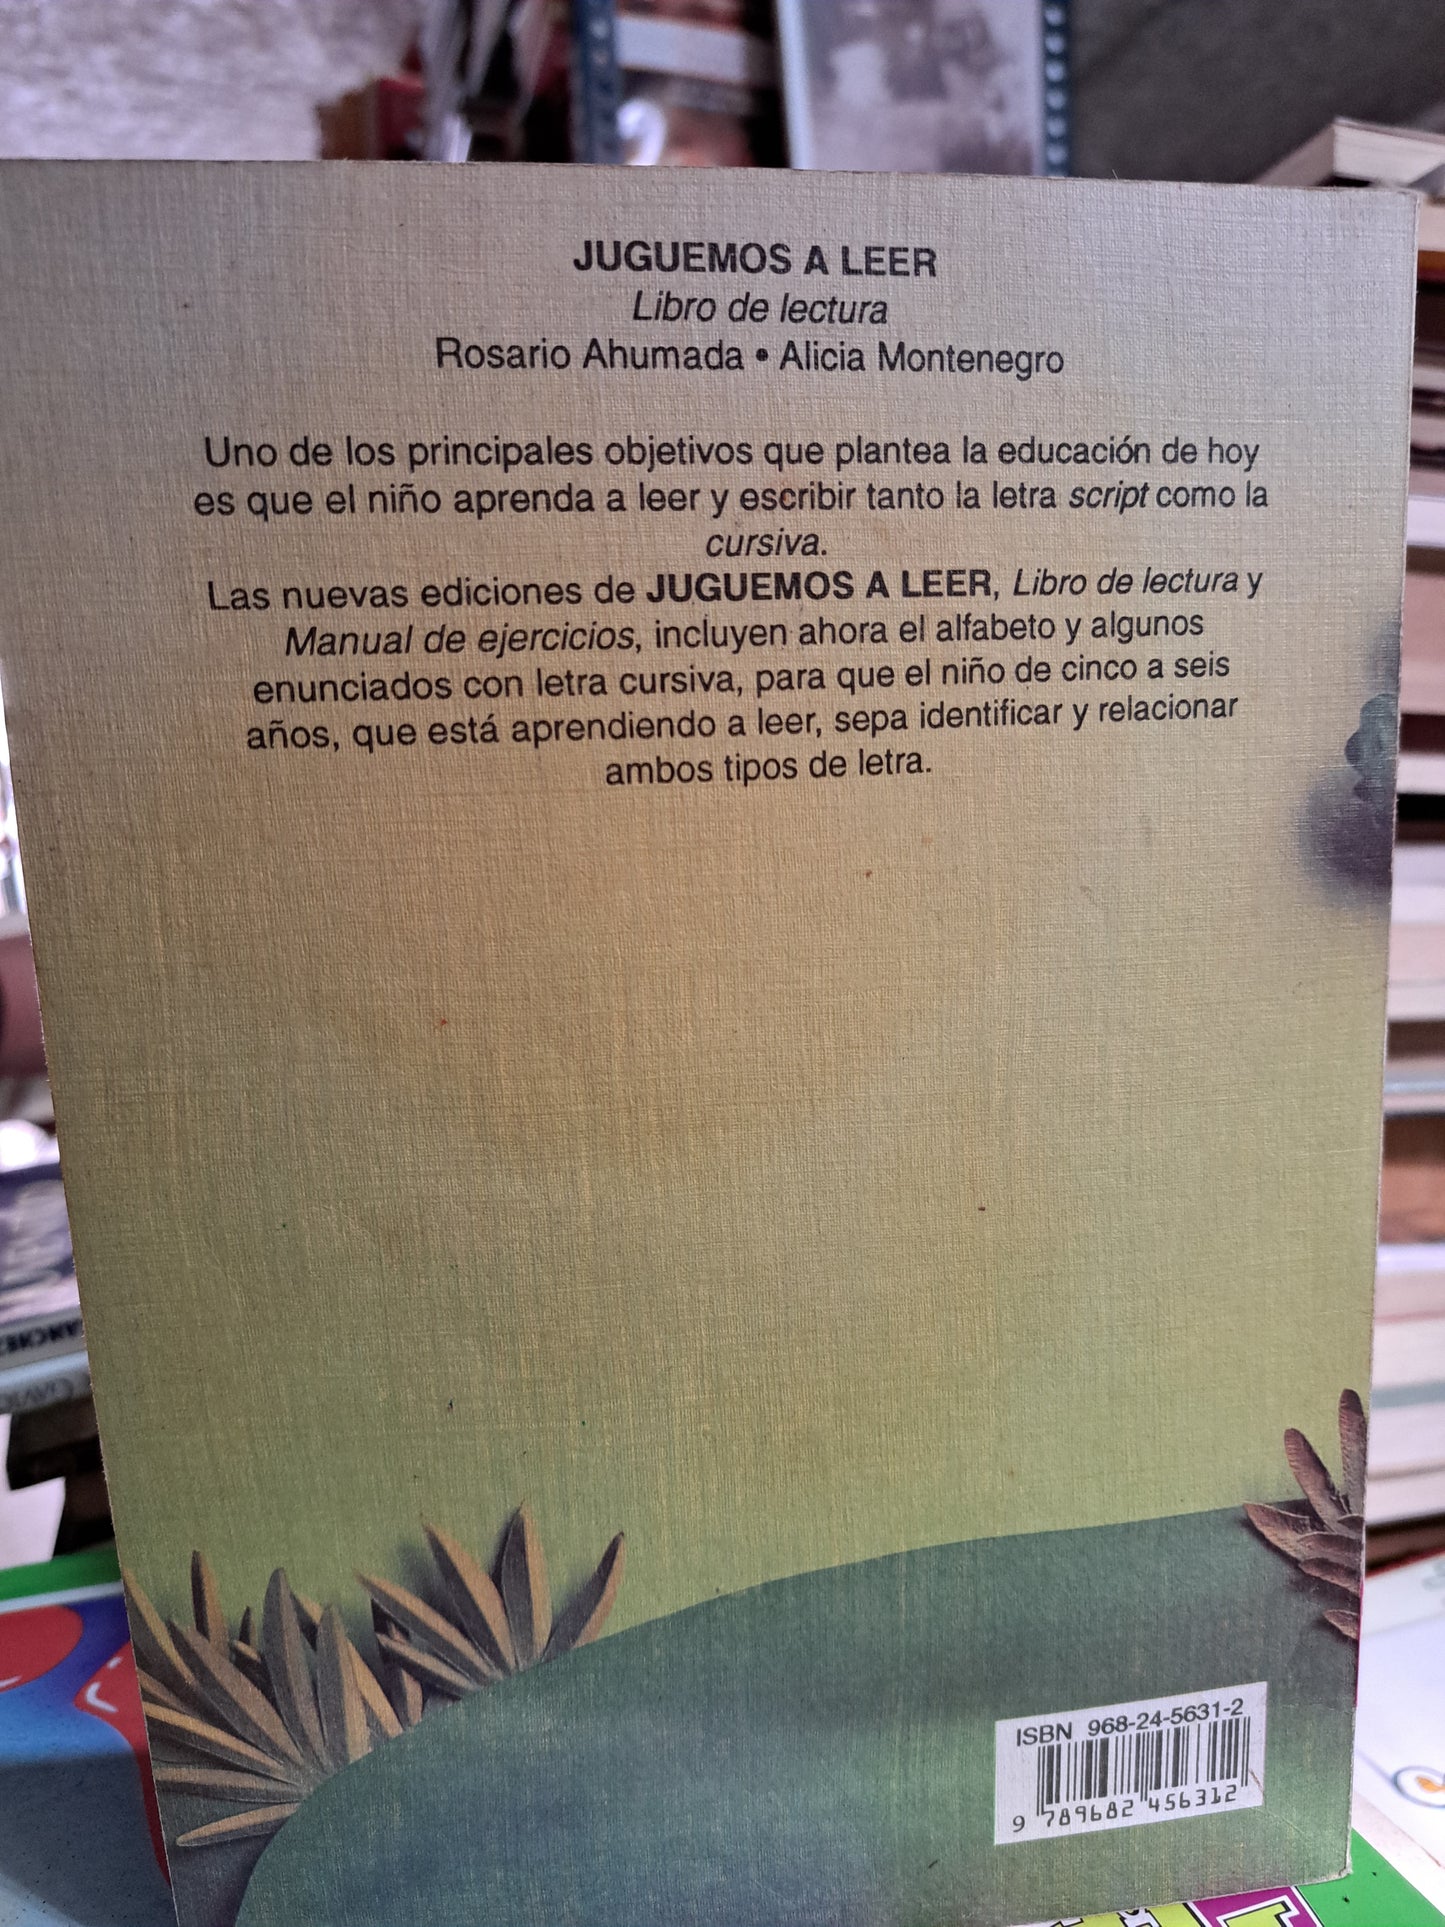 JUGUEMOS A LEER
Libro de lectura
Rosario Ahumada • Alicia Montenegro
Uno de los principales objetivos que plantea la educación de hoy
es que el niño aprenda a leer y escribir tanto la letra script como la
cursiva.
Las nuevas ediciones de JUGUEMOS A LEER, Libro de lectura y
Manual de ejercicios, incluyen ahora el alfabeto y algunos
enunciados con letra cursiva, para que el niño de cinco a seis
años, que está aprendiendo a leer, sepa identificar y relacionar
ambos tipos de letra.
ISBN 968-24-5631-2
9 789682 456312